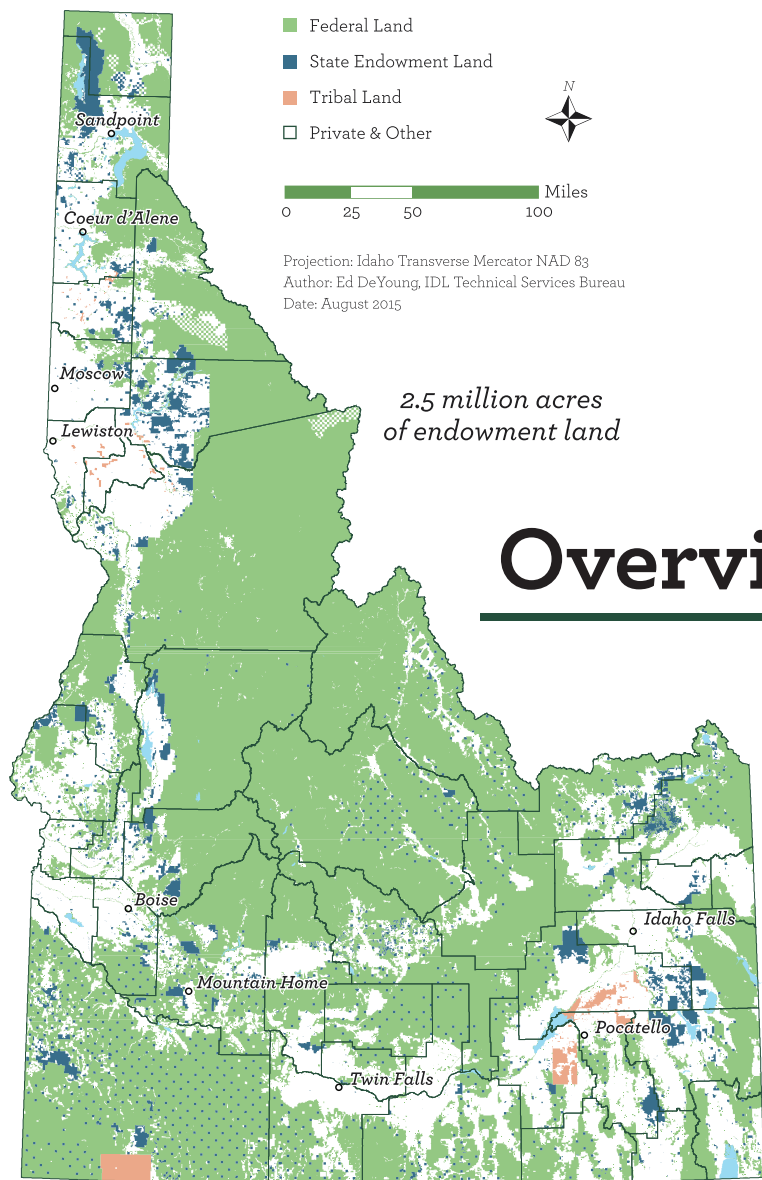 Federal Land
State Endowment Land
Tribal Land
Private & Other
N
Miles
0 25 50 100
Projection: Idaho Transverse Mercator NAD 83
Author: Ed DeYoung, IDL Technical Services Bureau
Date: August 2015
2.5 million acres
of endowment land
Overvi
Sandpoint
Coeur d'Alene
Moscow
Lewiston
Boise
Idaho Falls
Mountain Home
Pocatello
Twin Falls